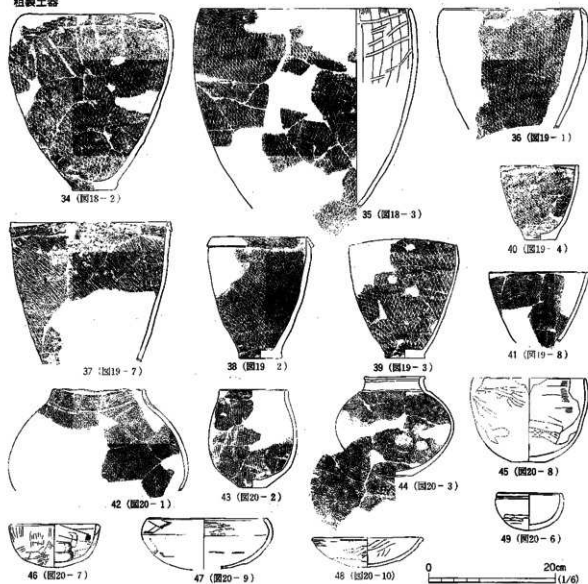 粗製土器
34 (図18-2)
35 (図18-3)
36 (図19-1)
40 (図19-4)
37 (図19-7)
38 (図19 2)
39 (図19-3)
41 (図19-8)
42 (図20-1)
43 (図20-2)
44 (図20-3)
45 (図20-8)
49 (図20-6)
46 (図20-7)
47 (図20-9)
48 (図20-10)
0 20cm